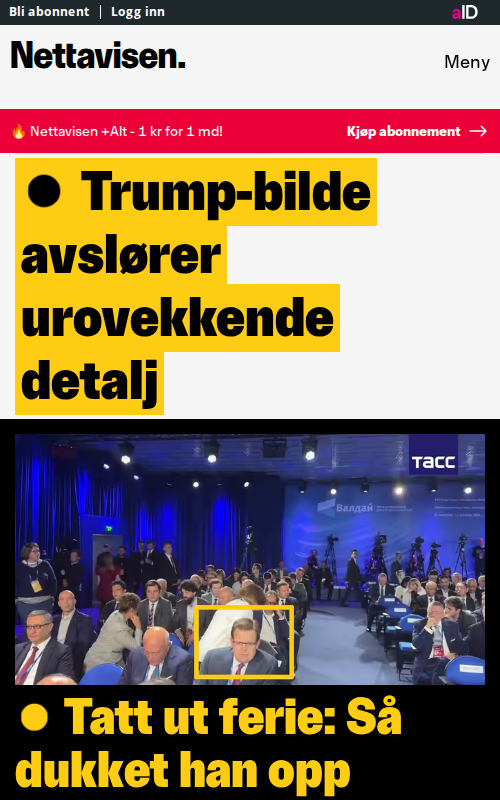 Bli abonnent | Logg inn
aID
Nettavisen.
Meny
🔥 Nettavisen +Alt - 1 kr for 1 md!
Kjøp abonnement →
Trump-bilde
avslører
urovekkende
detalj
тасс
Валдай
Tatt ut ferie: Så
dukket han opp